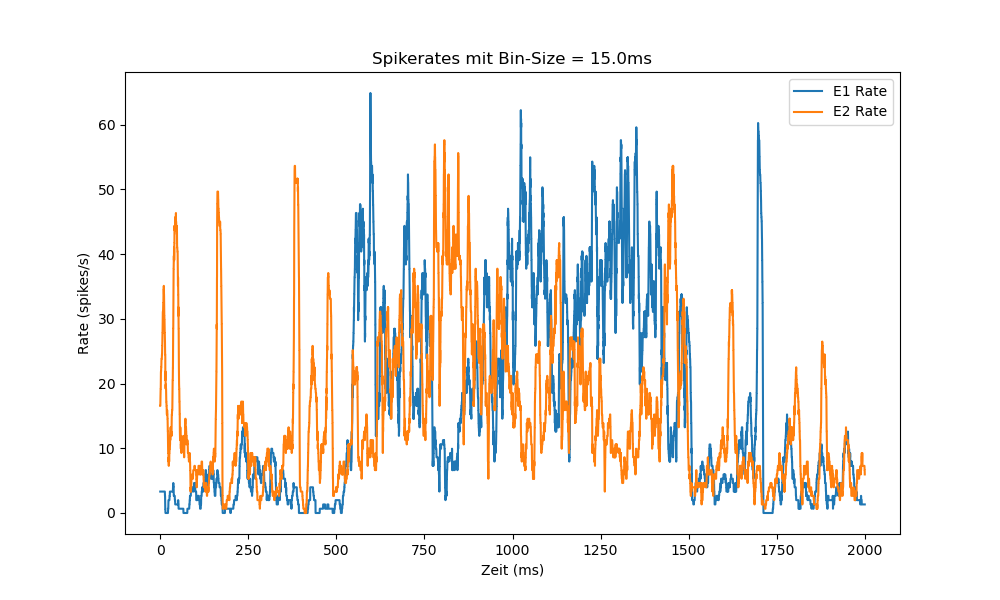 Spikerates mit Bin-Size = 15.0ms
E1 Rate
E2 Rate
Rate (spikes/s)
60
50
40
30
20
10
0
0 250 500 750 1000 1250 1500 1750 2000
Zeit (ms)